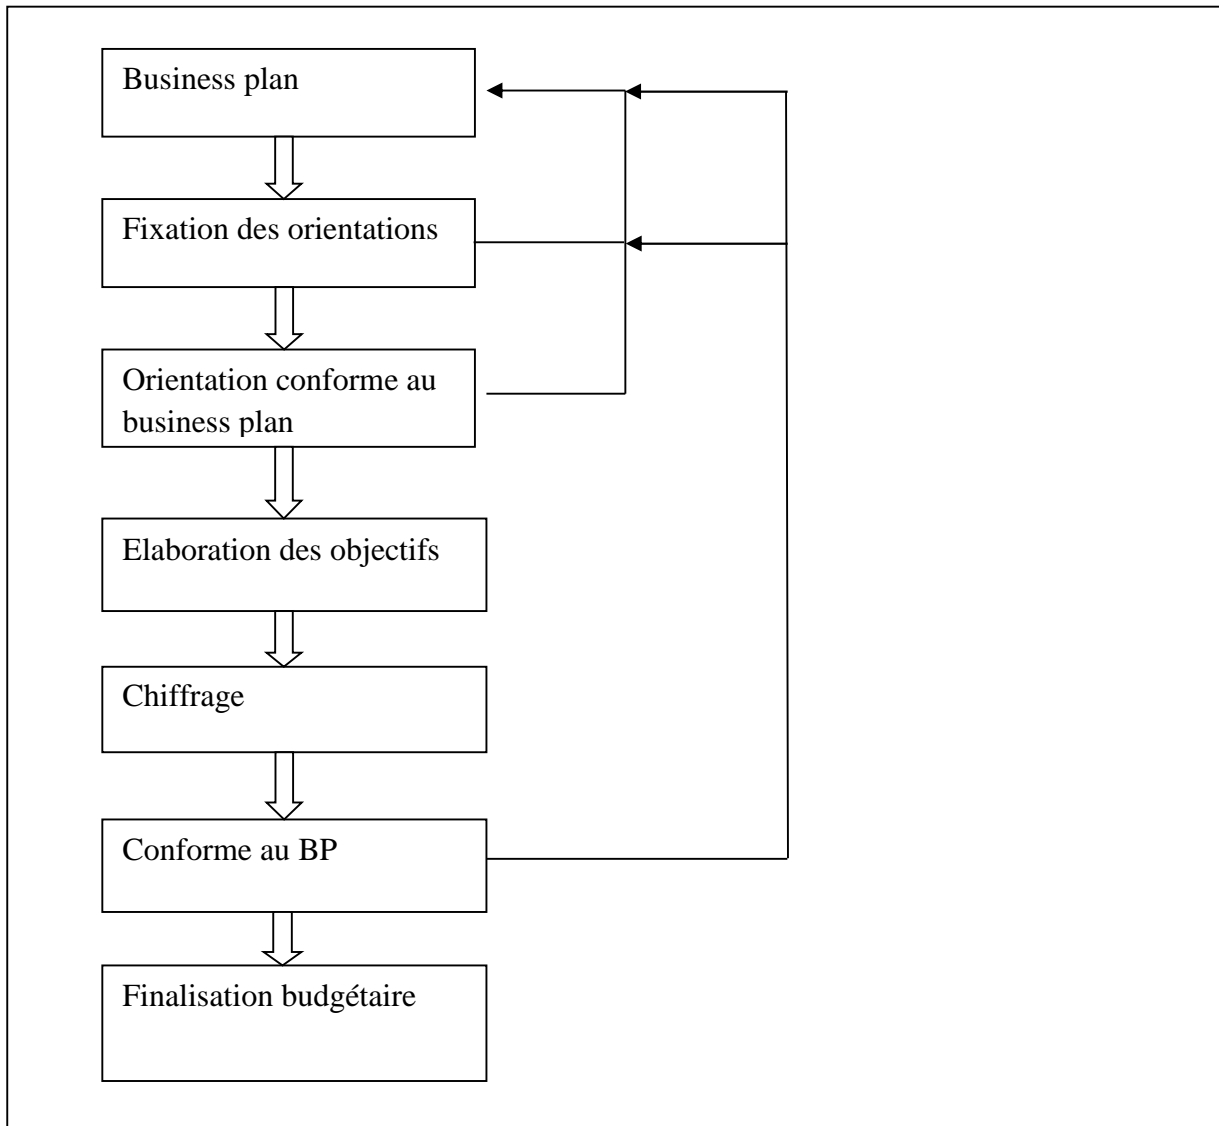 Business plan
Fixation des orientations
Orientation conforme au
business plan
Elaboration des objectifs
Chiffrage
Conforme au BP
Finalisation budgétaire